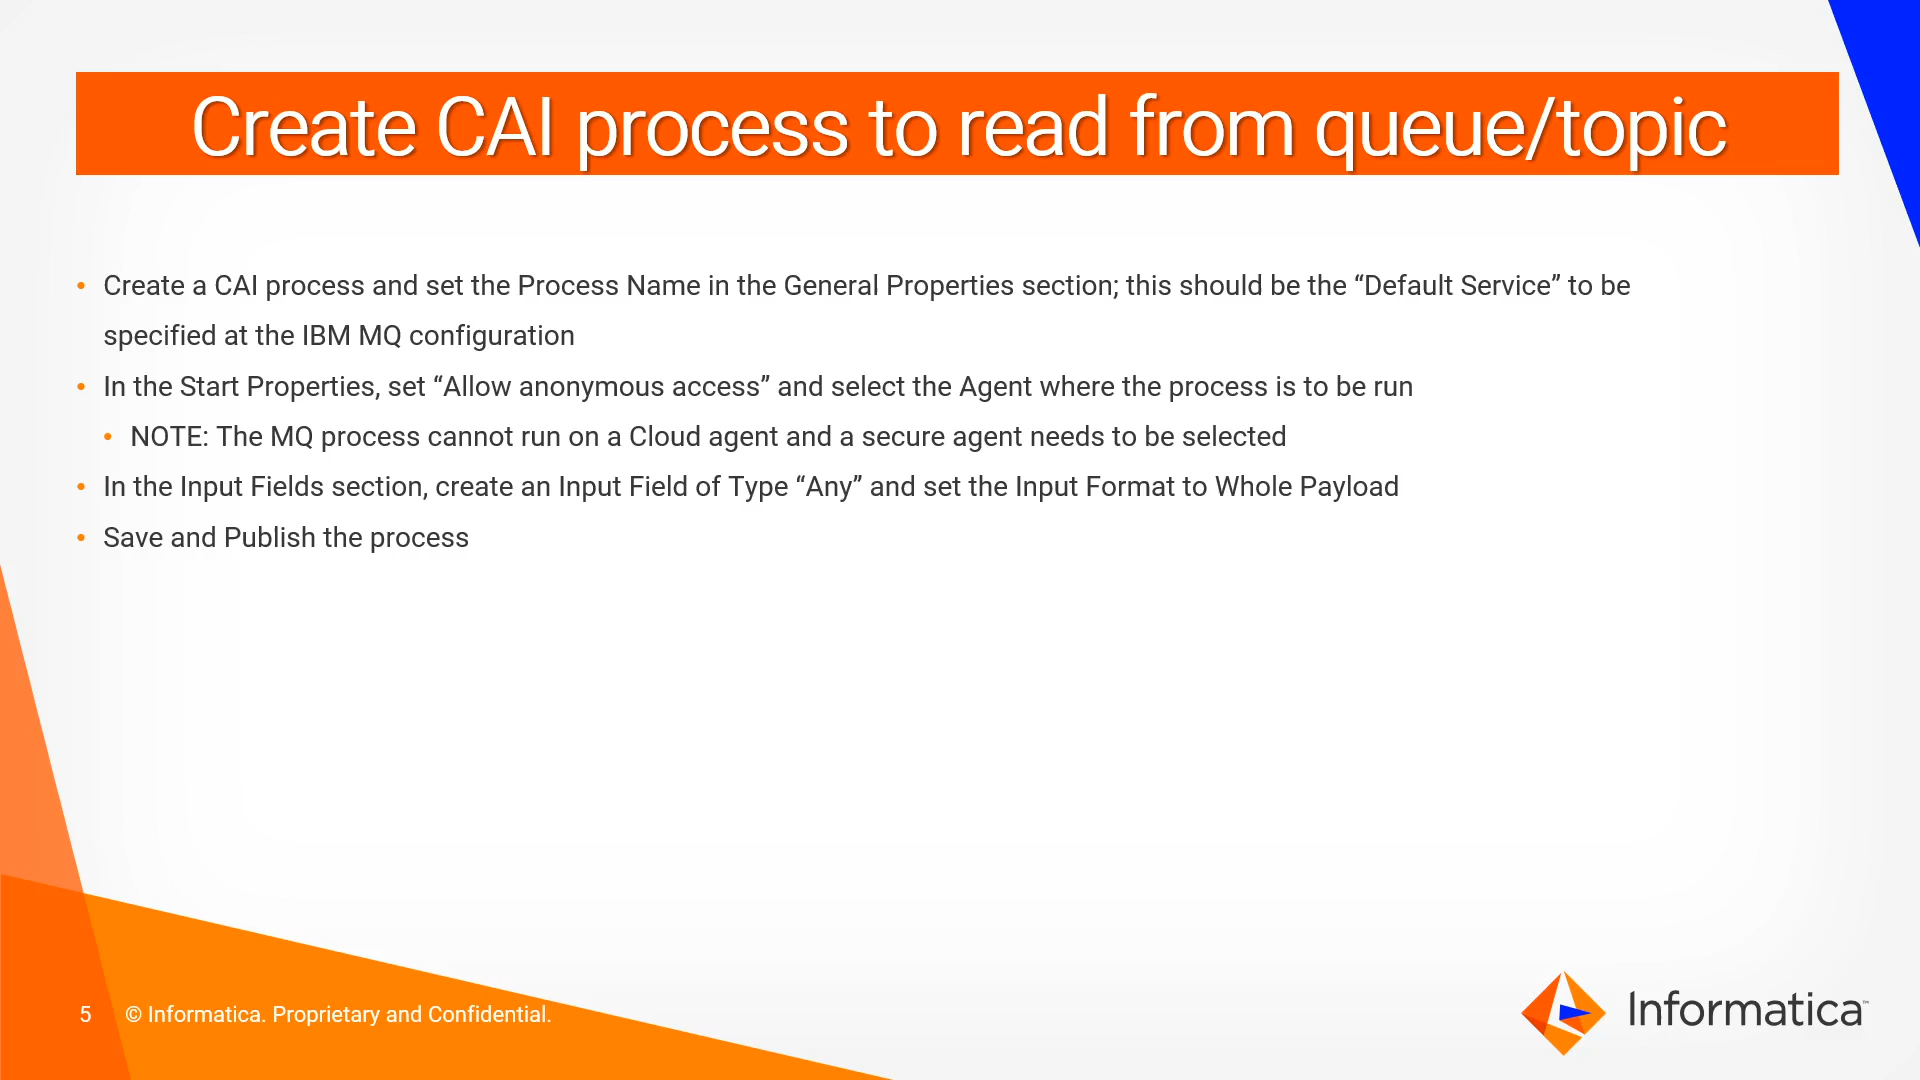 Create CAI process to read from queue/topic
• Create a CAI process and set the Process Name in the General Properties section; this should be the “Default Service” to be
specified at the IBM MQ configuration
• In the Start Properties, set “Allow anonymous access” and select the Agent where the process is to be run
• NOTE: The MQ process cannot run on a Cloud agent and a secure agent needs to be selected
• In the Input Fields section, create an Input Field of Type “Any” and set the Input Format to Whole Payload
• Save and Publish the process
5 © Informatica. Proprietary and Confidential.
Informatica™